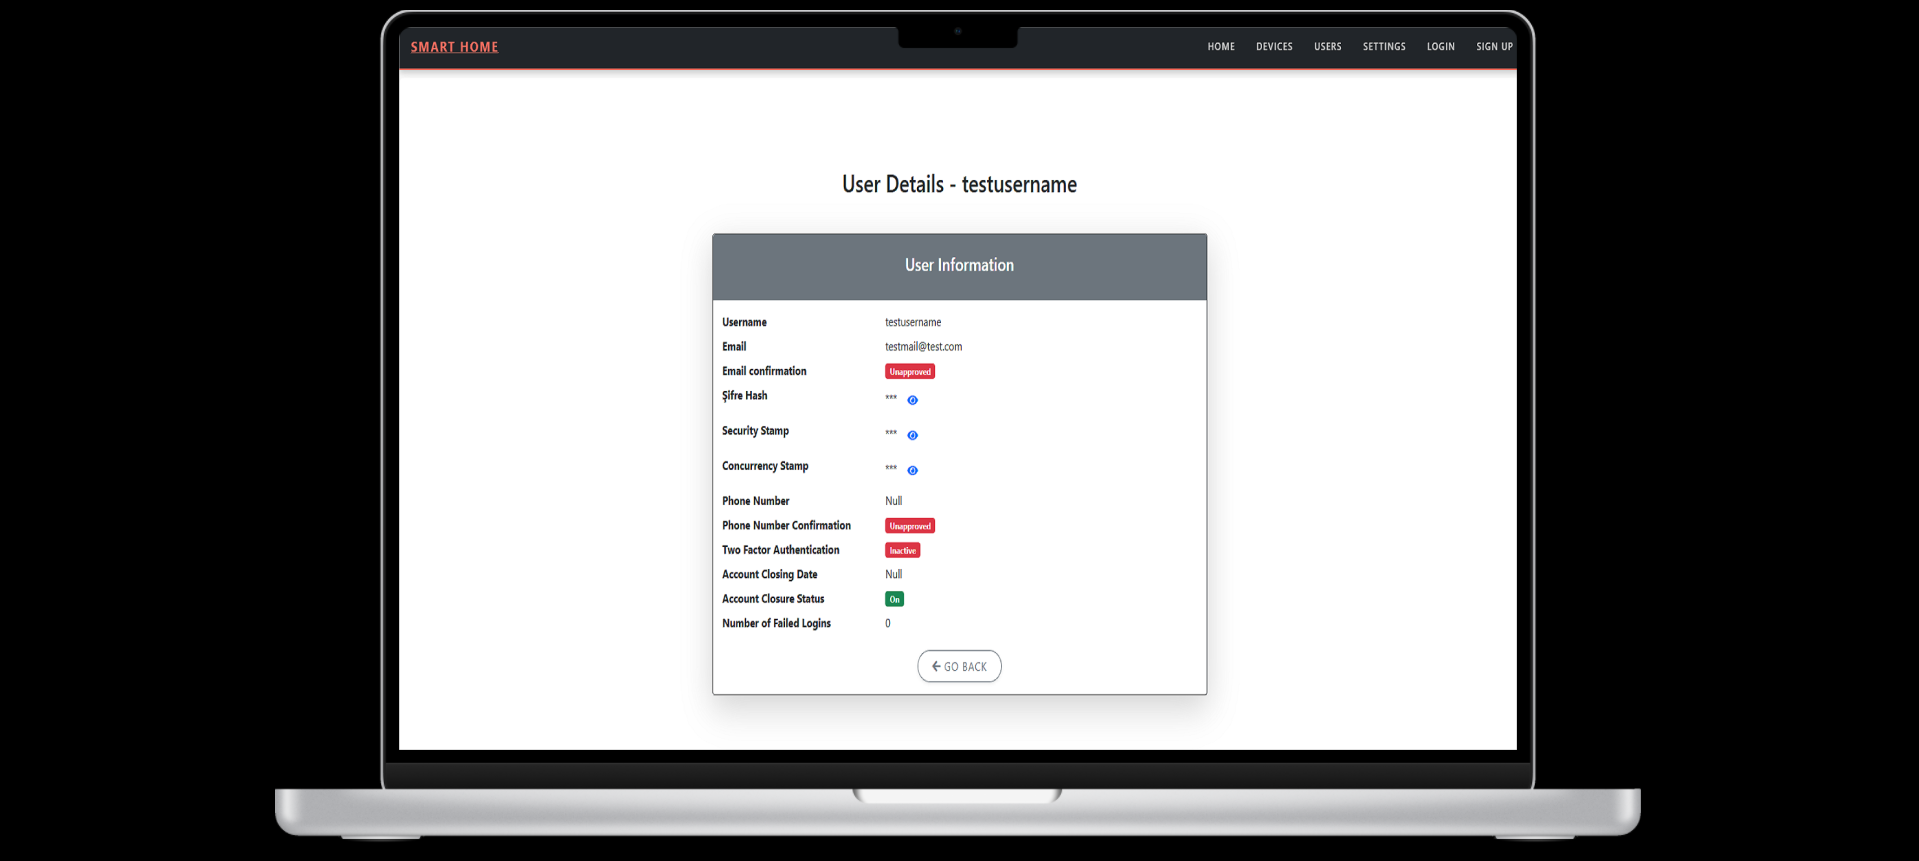 SMART HOME HOME DEVICES USERS SETTINGS LOGIN SIGN UP
User Details - testusername
User Information
Username testusername
Email testmail@test.com
Email confirmation Unapproved
Şifre Hash ***
Security Stamp ***
Concurrency Stamp ***
Phone Number Null
Phone Number Confirmation Unapproved
Two Factor Authentication Inactive
Account Closing Date Null
Account Closure Status On
Number of Failed Logins 0
GO BACK